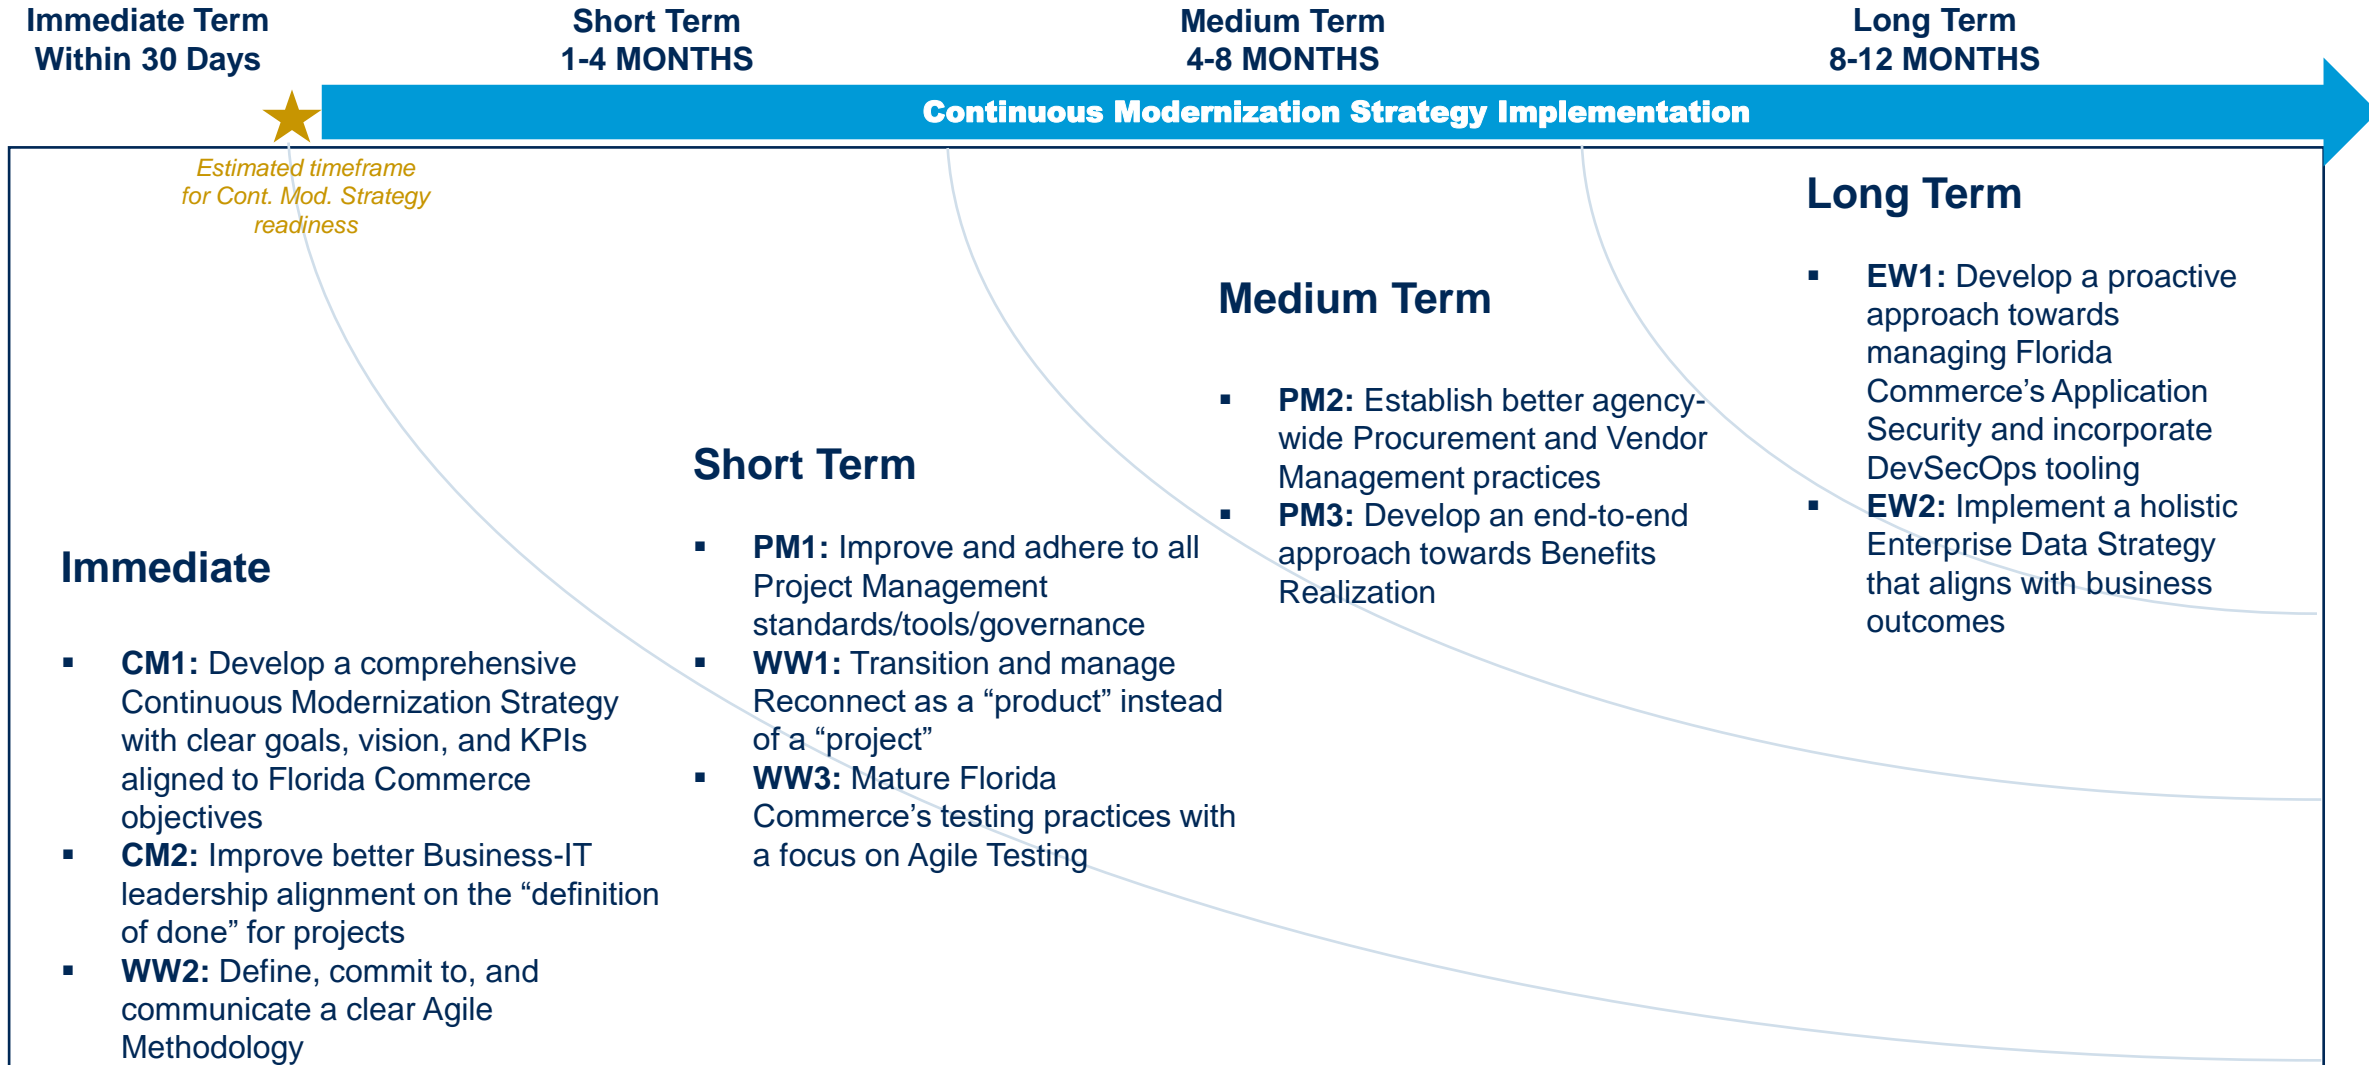 Immediate Term
Within 30 Days
Short Term
1-4 MONTHS
Medium Term
4-8 MONTHS
Long Term
8-12 MONTHS
Continuous Modernization Strategy Implementation
Estimated timeframe
for Cont. Mod. Strategy
readiness
Immediate
▪ CM1: Develop a comprehensive
Continuous Modernization Strategy
with clear goals, vision, and KPIs
aligned to Florida Commerce
objectives
▪ CM2: Improve better Business-IT
leadership alignment on the “definition
of done” for projects
▪ WW2: Define, commit to, and
communicate a clear Agile
Methodology
Short Term
▪ PM1: Improve and adhere to all
Project Management
standards/tools/governance
▪ WW1: Transition and manage
Reconnect as a “product” instead
of a “project”
▪ WW3: Mature Florida
Commerce’s testing practices with
a focus on Agile Testing
Medium Term
▪ PM2: Establish better agency-
wide Procurement and Vendor
Management practices
▪ PM3: Develop an end-to-end
approach towards Benefits
Realization
Long Term
▪ EW1: Develop a proactive
approach towards
managing Florida
Commerce’s Application
Security and incorporate
DevSecOps tooling
▪ EW2: Implement a holistic
Enterprise Data Strategy
that aligns with business
outcomes